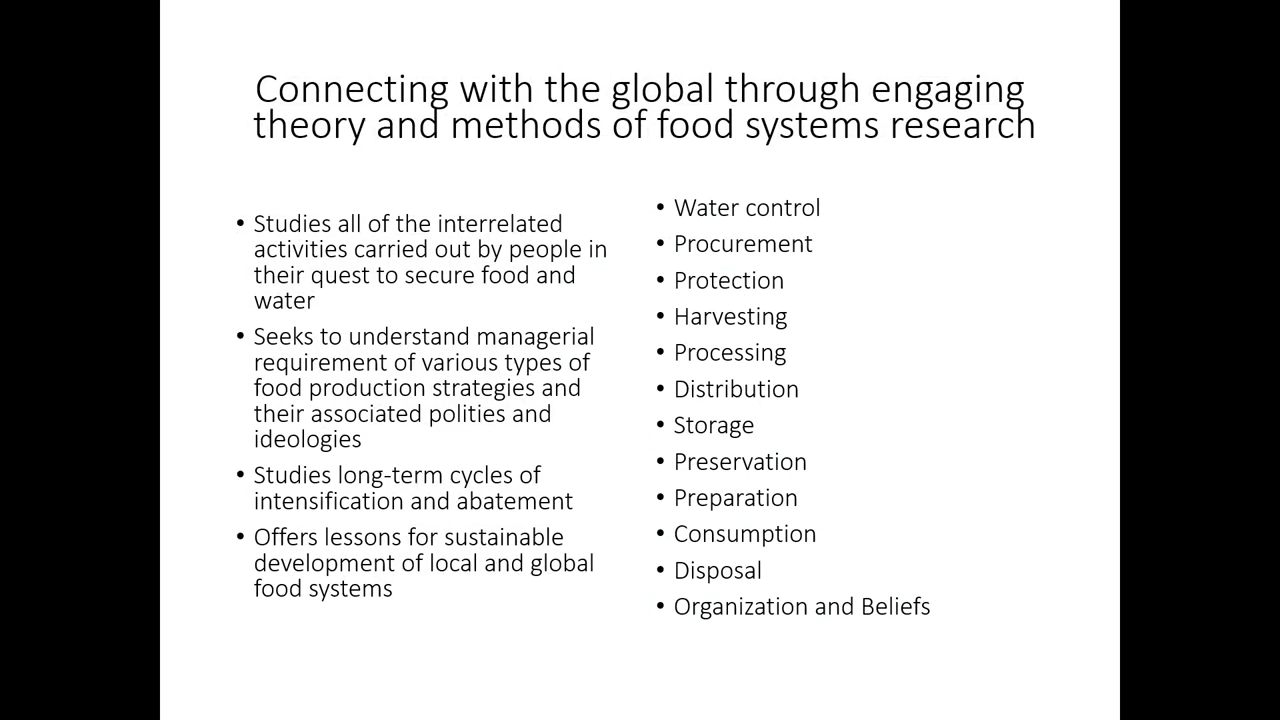 Connecting with the global through engaging
theory and methods of food systems research
• Studies all of the interrelated
activities carried out by people in
their quest to secure food and
water
• Seeks to understand managerial
requirement of various types of
food production strategies and
their associated polities and
ideologies
• Studies long-term cycles of
intensification and abatement
• Offers lessons for sustainable
development of local and global
food systems
• Water control
• Procurement
• Protection
• Harvesting
• Processing
• Distribution
• Storage
• Preservation
• Preparation
• Consumption
• Disposal
• Organization and Beliefs